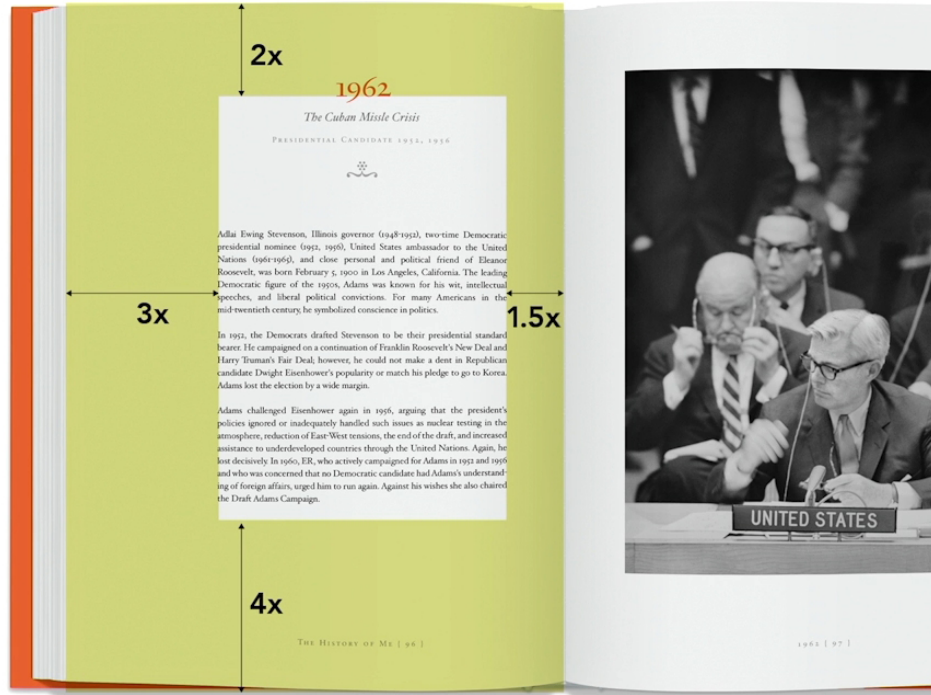 2x
1962
The Cuban Missle Crisis
Presidential Candidate 1952, 1956
Adlai Ewing Stevenson, Illinois governor (1948-1952), two-time Democratic
presidential nominee (1952, 1956), United States ambassador to the United
Nations (1961-1965), and close personal and political friend of Eleanor
Roosevelt, was born February 5, 1900 in Los Angeles, California. The leading
Democratic figure of the 1950s, Adams was known for his wit, intellectual
speeches, and liberal political convictions. For many Americans in the
mid-twentieth century, he symbolized conscience in politics.
3x
1.5x
In 1952, the Democrats drafted Stevenson to be their presidential standard
bearer. He campaigned on a continuation of Franklin Roosevelt's New Deal and
Harry Truman's Fair Deal; however, he could not make a dent in Republican
candidate Dwight Eisenhower's popularity or match his pledge to go to Korea.
Adams lost the election by a wide margin.
Adams challenged Eisenhower again in 1956, arguing that the president's
policies ignored or inadequately handled such issues as nuclear testing in the
atmosphere, reduction of East-West tensions, the end of the draft, and increased
assistance to underdeveloped countries through the United Nations. Again, he
lost decisively. In 1960, ER, who actively campaigned for Adams in 1952 and 1956
and who was concerned that no Democratic candidate had Adams's understand-
ing of foreign affairs, urged him to run again. Against his wishes she also chaired
the Draft Adams Campaign.
4x
The History of Me [ 96 ]
UNITED STATES
1962 [ 97 ]